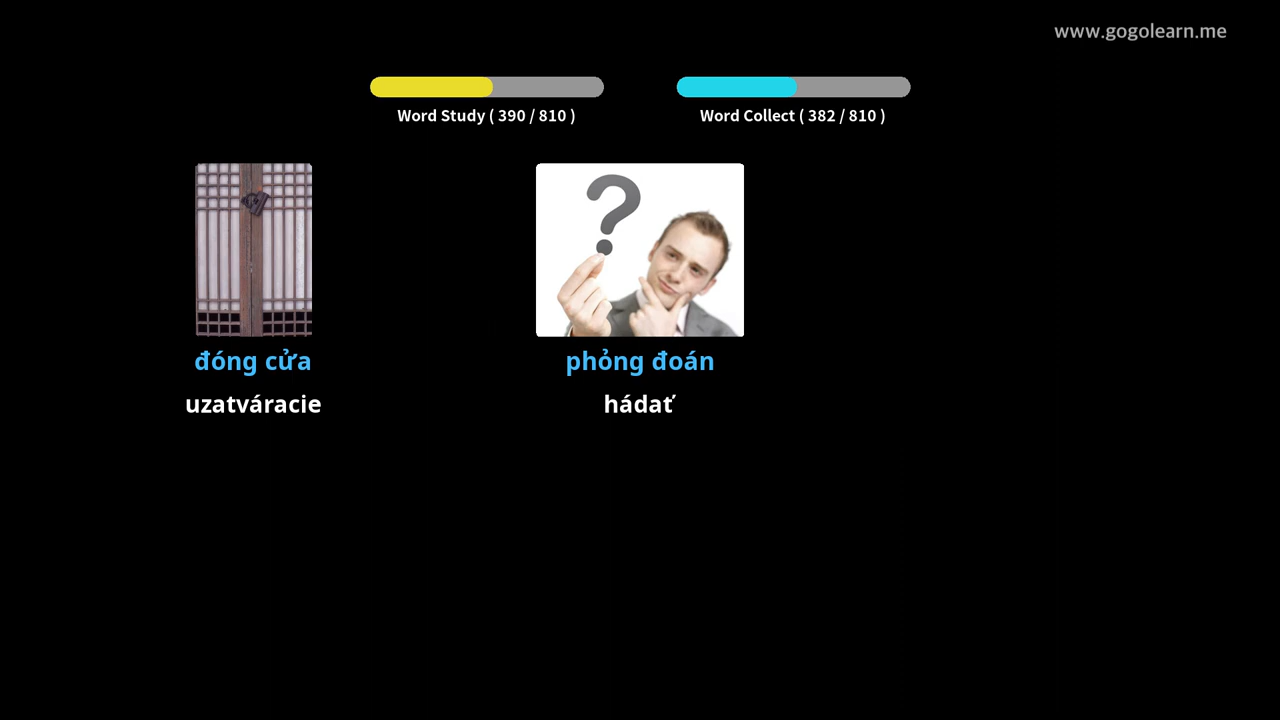 www.gogolearn.me
Word Study ( 390 / 810 )
Word Collect ( 382 / 810 )
đóng cửa
uzatváracie
phỏng đoán
hádať